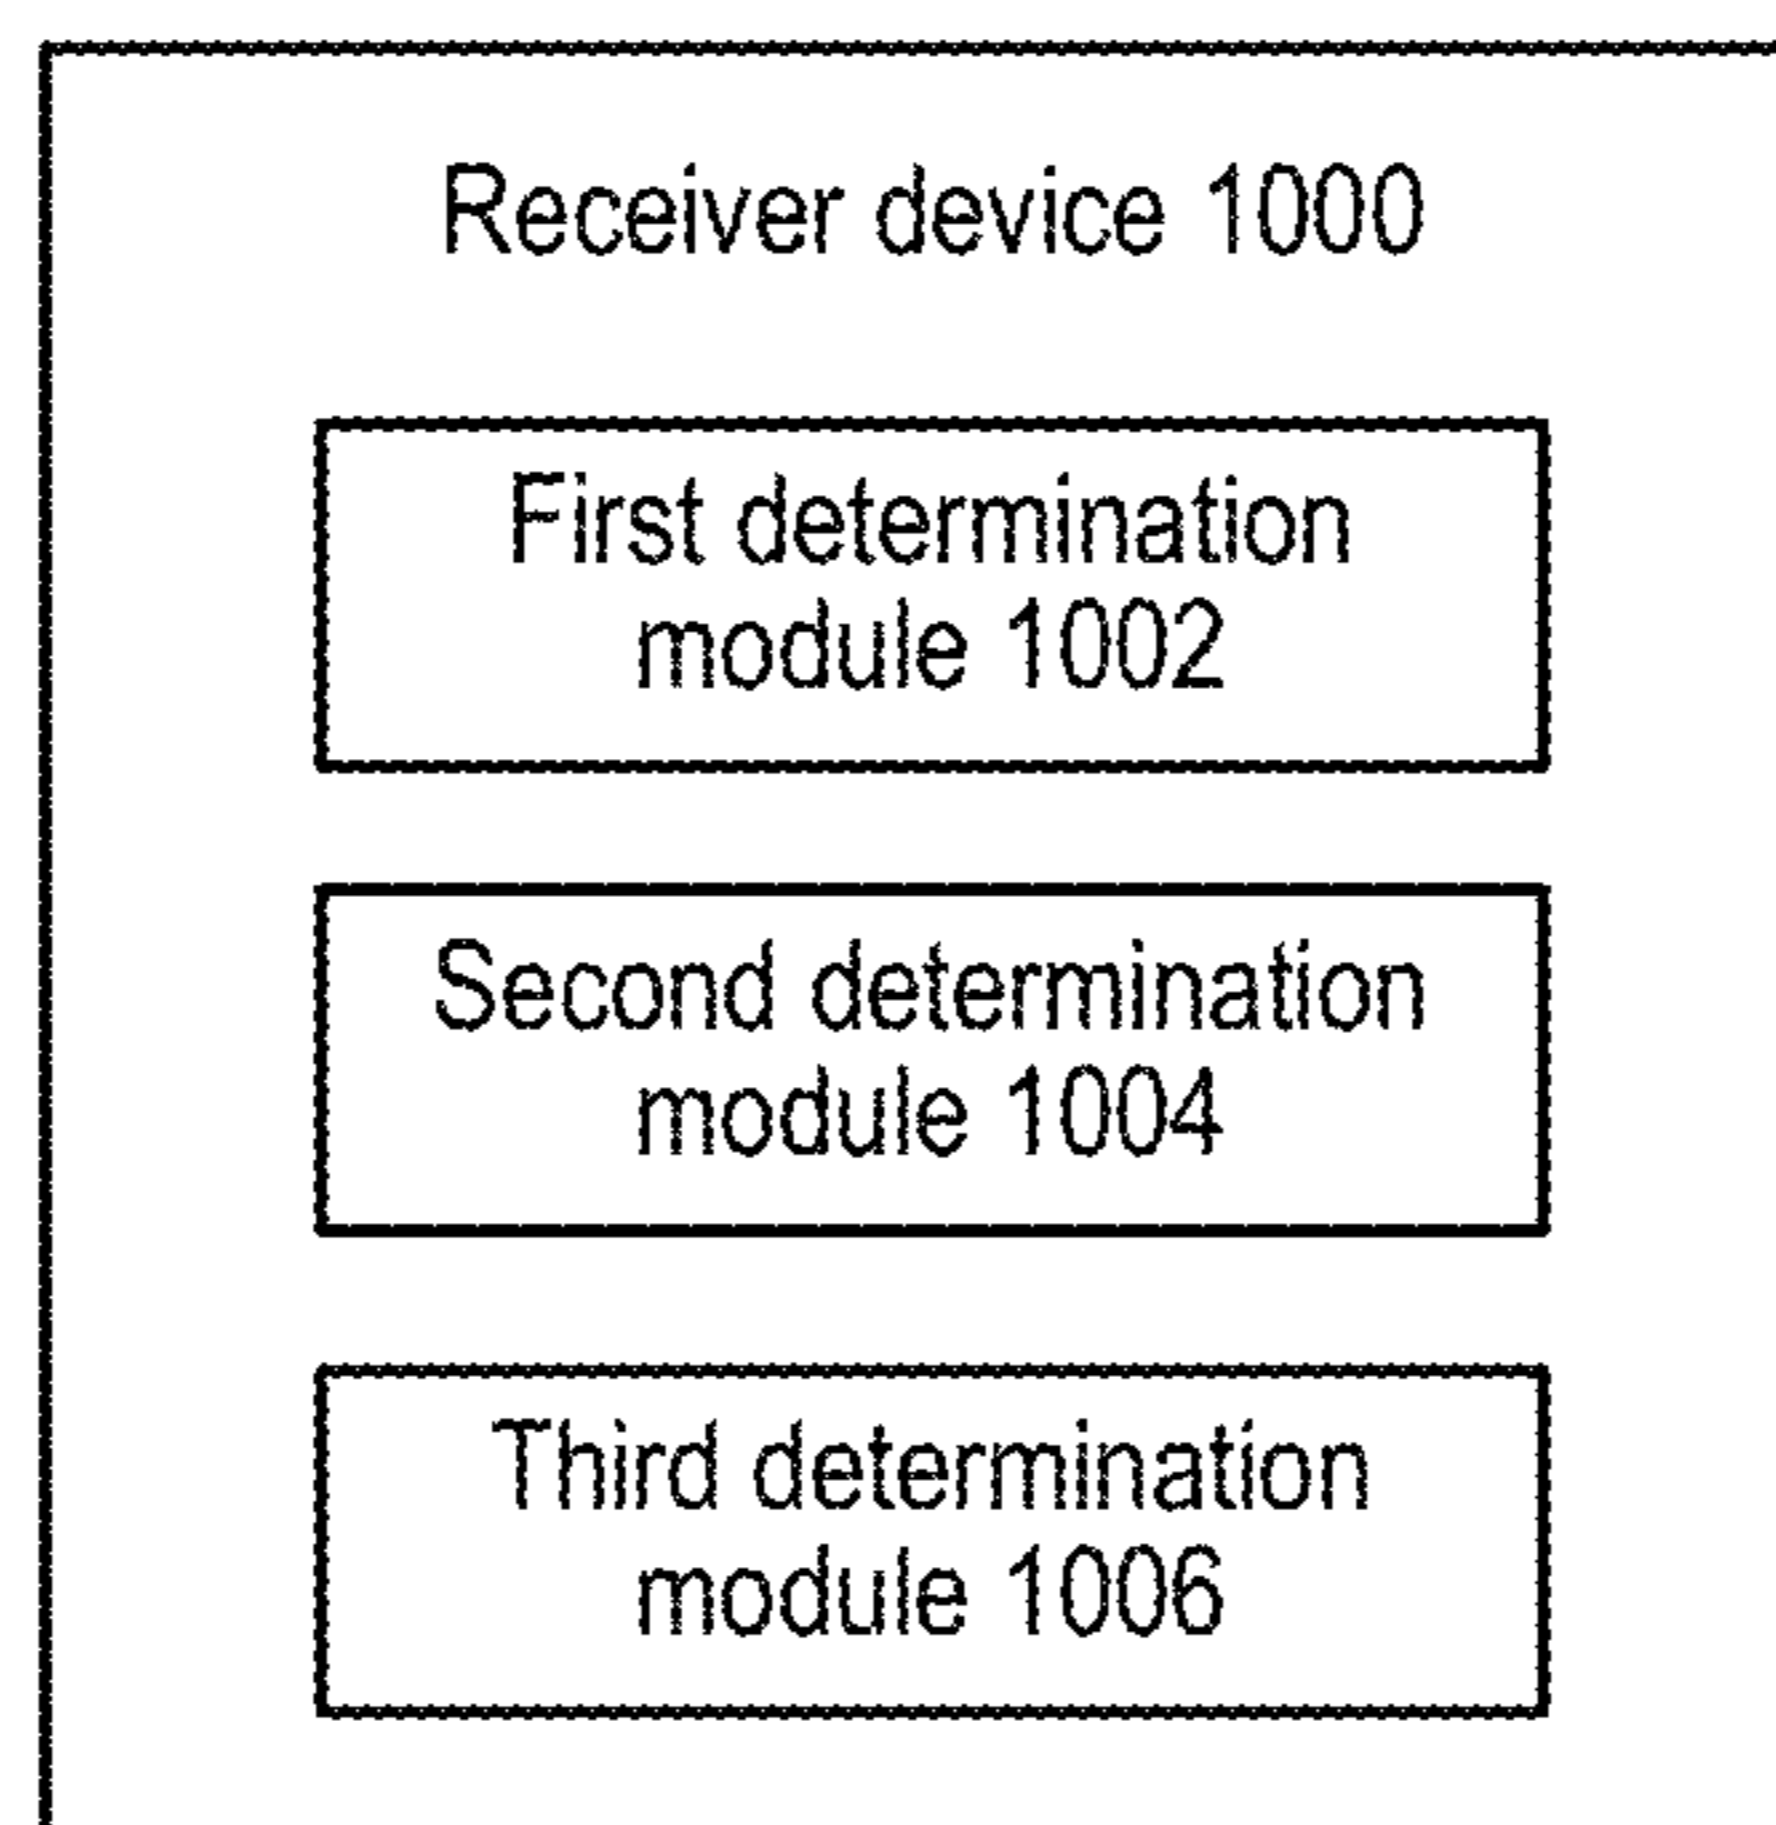 Receiver device 1000
First determination
module 1002
Second determination
module 1004
Third determination
module 1006